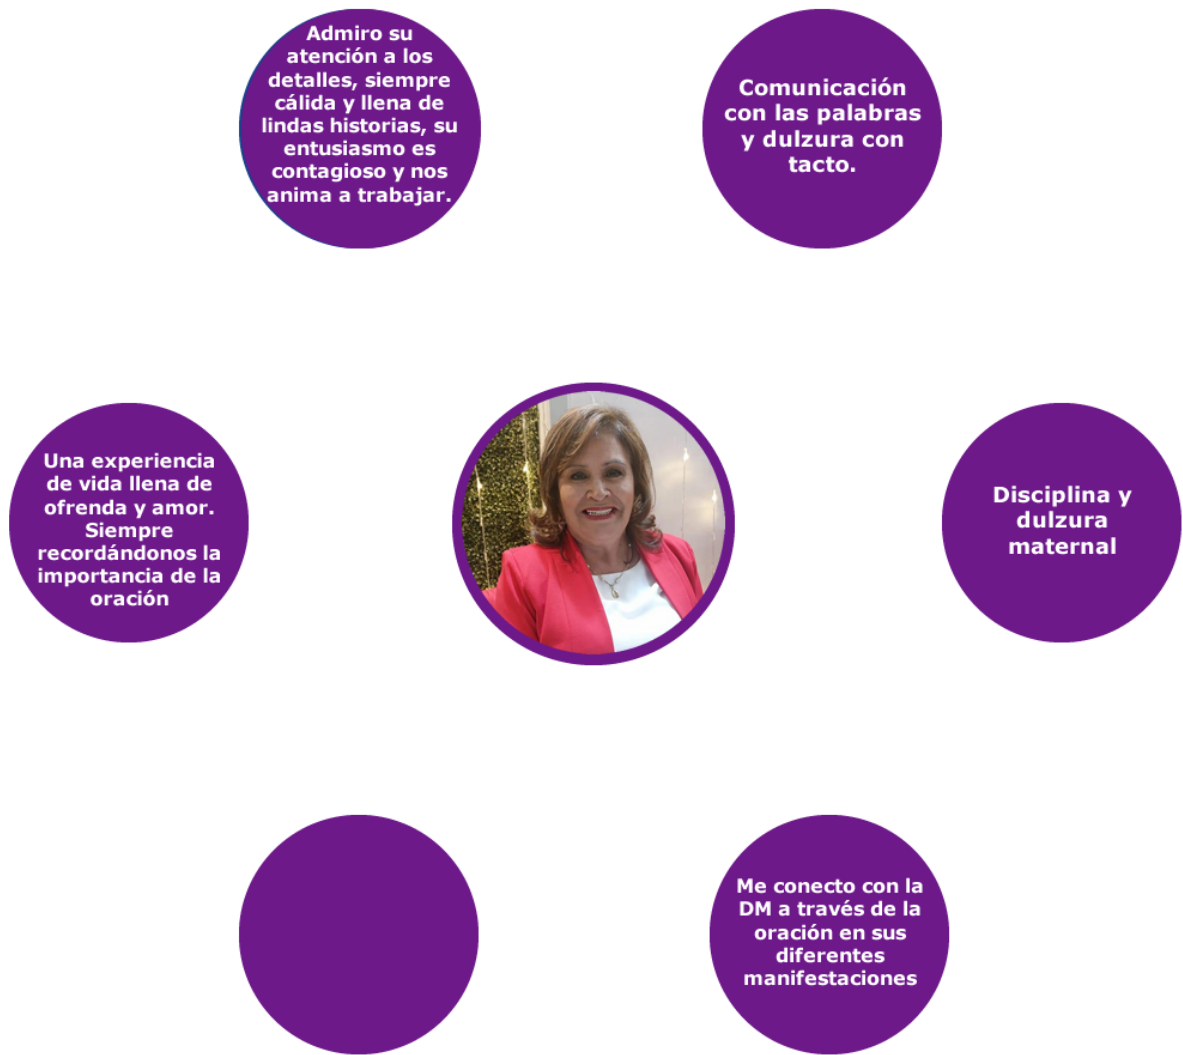 Admiro su
atención a los
detalles, siempre
cálida y llena de
lindas historias, su
entusiasmo es
contagioso y nos
anima a trabajar.
Comunicación
con las palabras
y dulzura con
tacto.
Una experiencia
de vida llena de
ofrenda y amor.
Siempre
recordándonos la
importancia de la
oración
Disciplina y
dulzura
maternal
Me conecto con la
DM a través de la
oración en sus
diferentes
manifestaciones